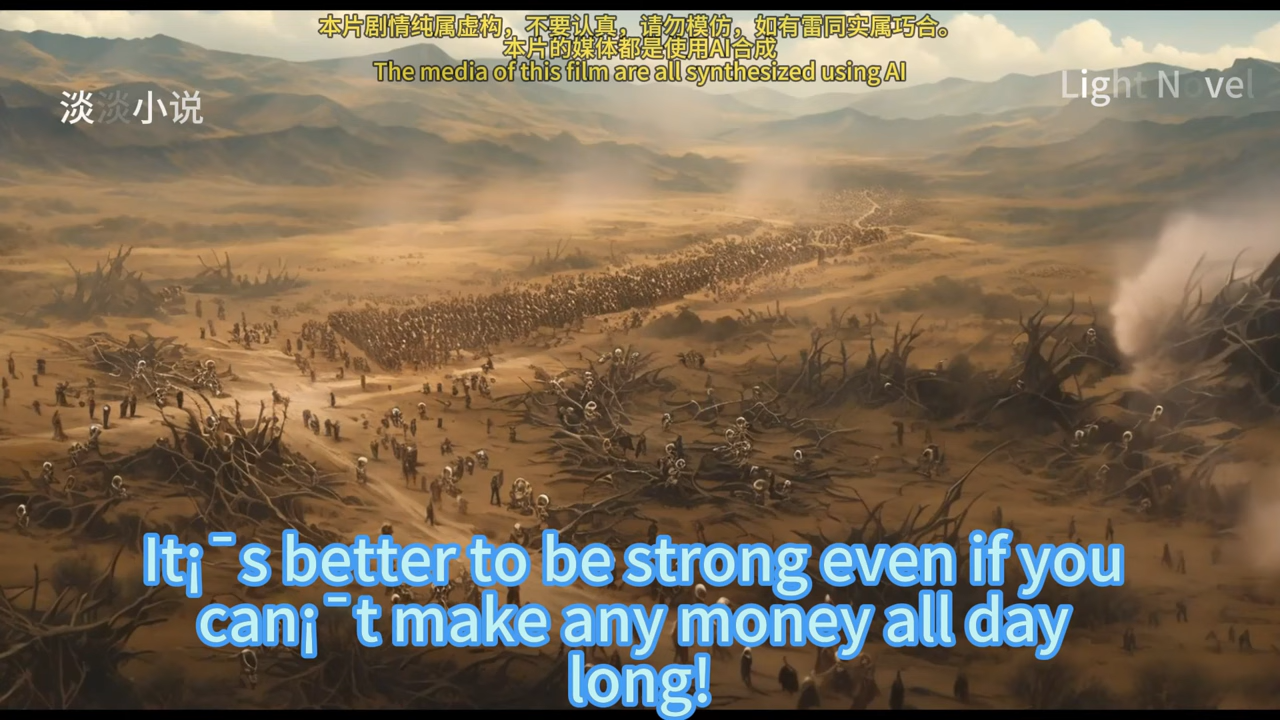 本片剧情纯属虚构，不要认真，请勿模仿，如有雷同实属巧合。
本片的媒体都是使用AI合成
The media of this film are all synthesized using AI
淡淡小说
Light Novel
It¡¯s better to be strong even if you
can¡¯t make any money all day
long!